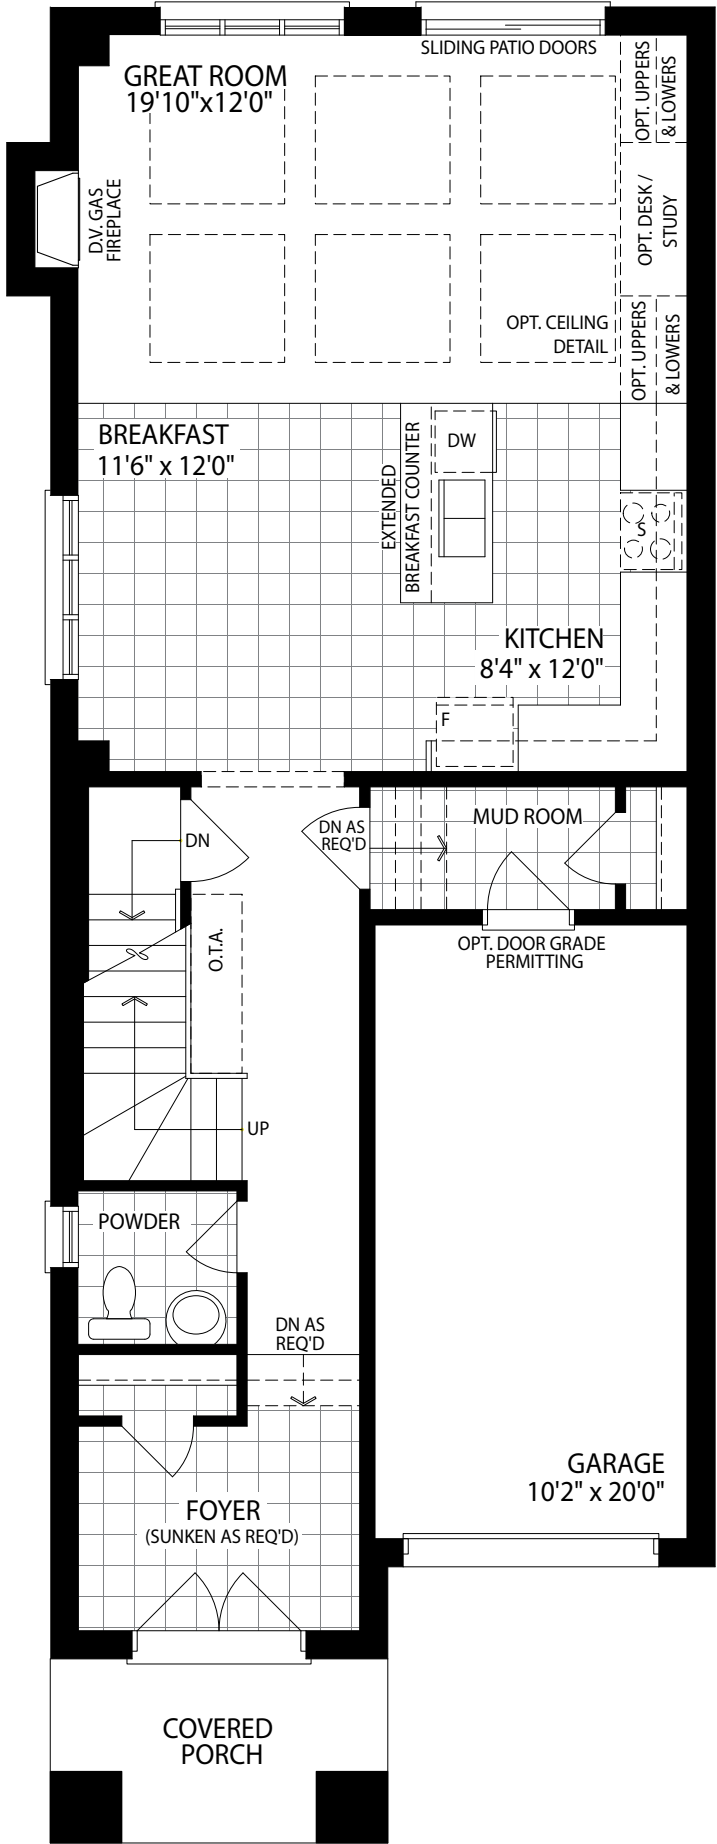 SLIDING PATIO DOORS
GREAT ROOM
19'10"x12'0"
OPT. UPPERS
& LOWERS
D.V. GAS
FIREPLACE
OPT. DESK /
STUDY
OPT. CEILING
DETAIL
OPT. UPPERS
& LOWERS
BREAKFAST
11'6" x 12'0"
EXTENDED
BREAKFAST COUNTER
DW
S
KITCHEN
8'4" x 12'0"
F
DN
DN AS
REQ'D
MUD ROOM
O.T.A.
OPT. DOOR GRADE
PERMITTING
UP
POWDER
DN AS
REQ'D
GARAGE
10'2" x 20'0"
FOYER
(SUNKEN AS REQ'D)
COVERED
PORCH